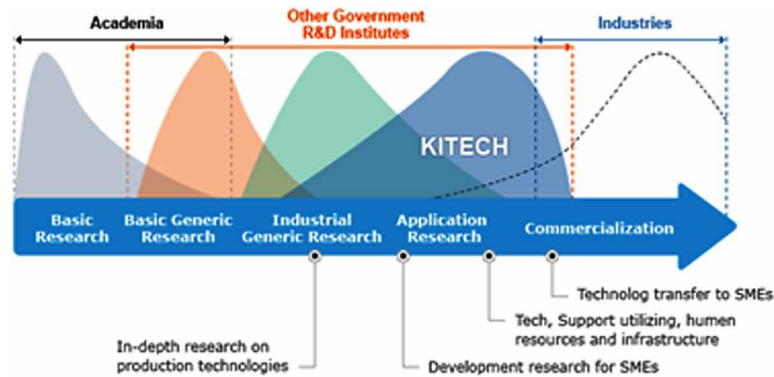 Academia
Other Government
R&D Institutes
Industries
KITECH
Basic
Research
Basic Generic
Research
Industrial
Generic Research
Application
Research
Commercialization
Technolog transfer to SMEs
Tech, Support utilizing, human
resources and infrastructure
In-depth research on
production technologies
Development research for SMEs